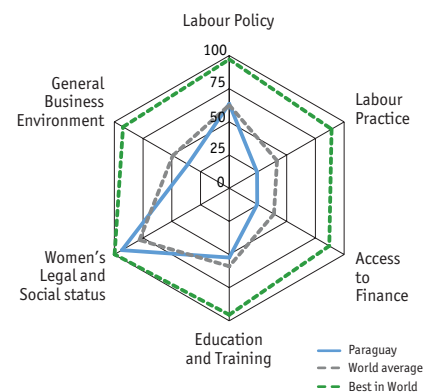 Labour Policy
100
75
50
25
0
General
Business
Environment
Labour
Practice
Women's
Legal and
Social status
Access
to
Finance
Education
and Training
Paraguay
World average
Best in World